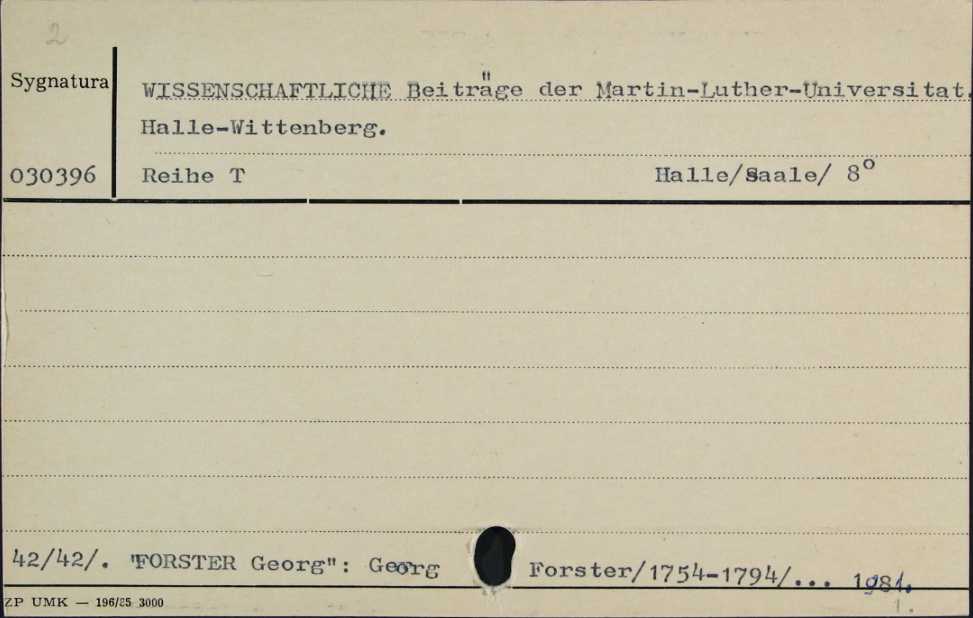 2
Sygnatura
WISSENSCHAFTLICHE Beiträge der Martin-Luther-Universitat.
Halle-Wittenberg.
030396 Reihe T Halle/Saale/ 8°
42/42/. "FORSTER Georg": Georg Forster/1754-1794/... 1981.
ZP UMK — 196/85 3000
1.